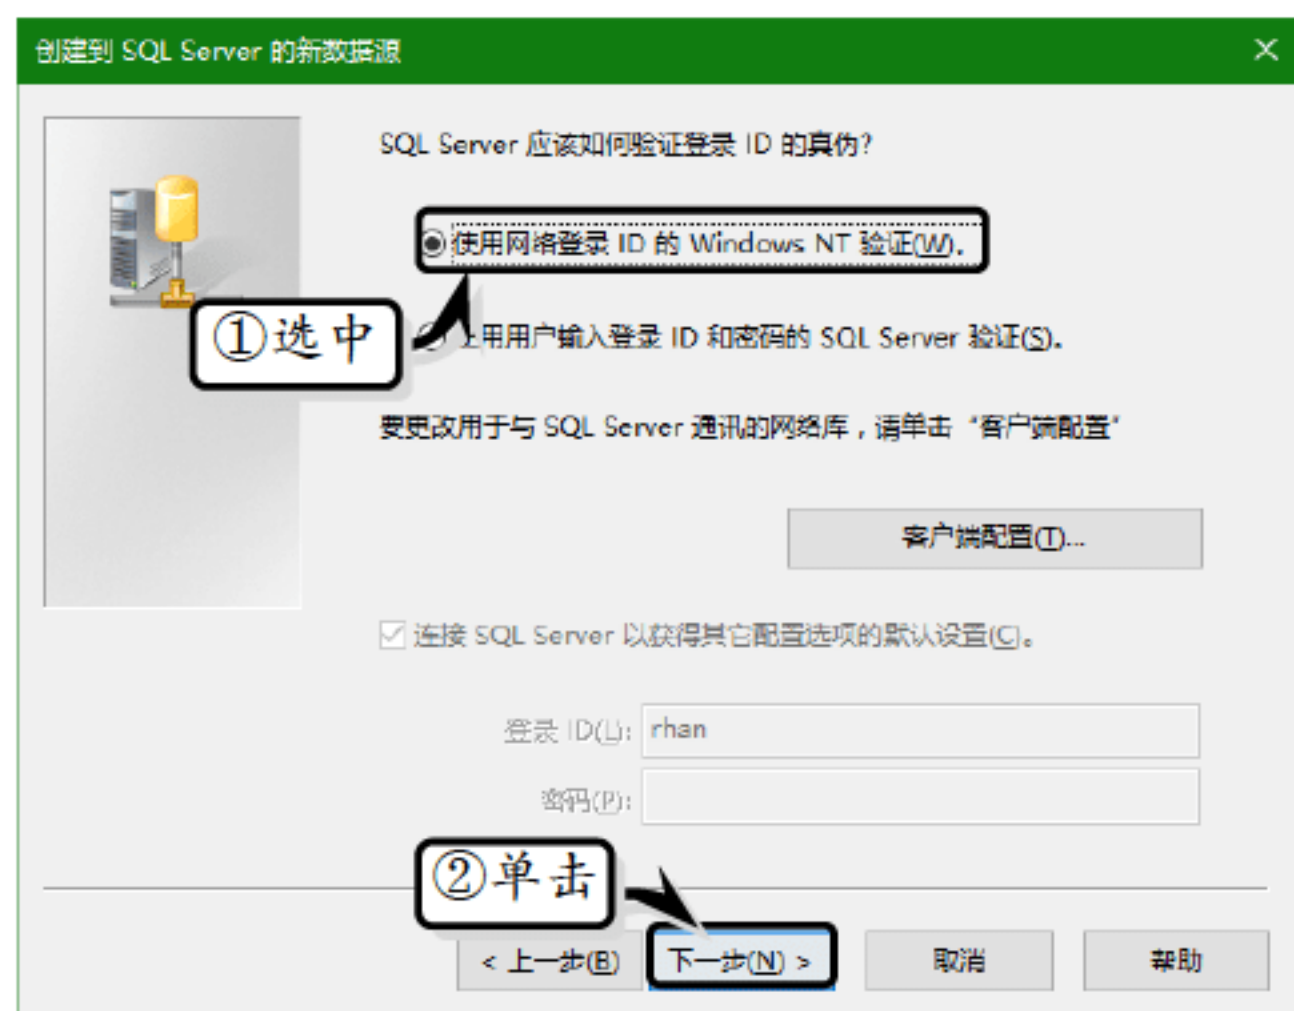 创建到 SQL Server 的新数据源
SQL Server 应该如何验证登录 ID 的真伪?
使用网络登录 ID 的 Windows NT 验证(W)。
①选中
用用户输入登录 ID 和密码的 SQL Server 验证(S)。
要更改用于与 SQL Server 通讯的网络库，请单击“客户端配置”
客户端配置(T)...
连接 SQL Server 以获得其它配置选项的默认设置(C)。
登录 ID(L): rhan
密码(P):
②单击
< 上一步(B) 下一步(N) > 取消 帮助